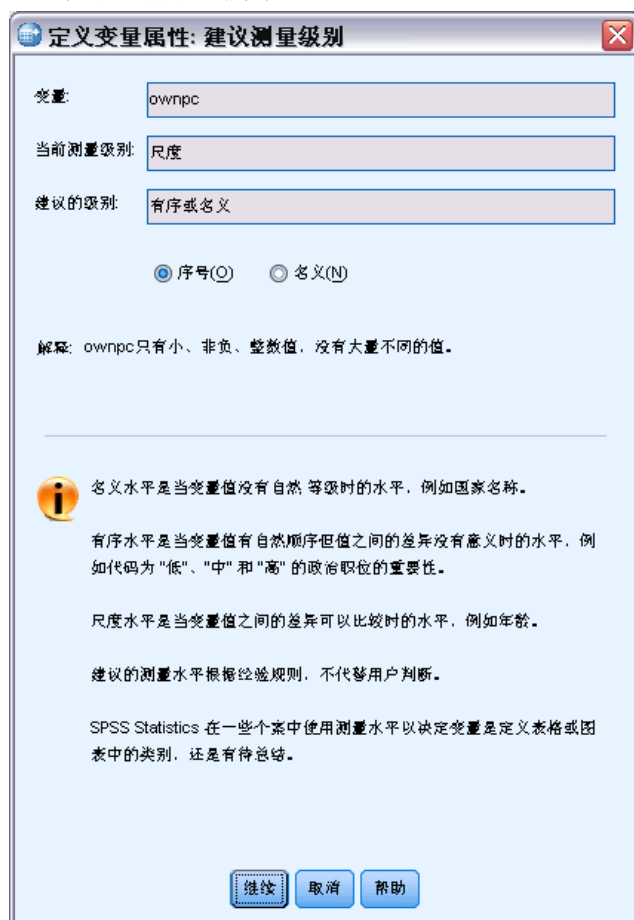 定义变量属性: 建议测量级别
变量: ownpc
当前测量级别: 尺度
建议的级别: 有序或名义
序号(O) 名义(N)
解释: ownpc只有小、非负、整数值，没有大量不同的值。
名义水平是当变量值没有自然 等级时的水平，例如国家名称。
有序水平是当变量值有自然顺序但值之间的差异没有意义时的水平，例
如代码为 "低"、"中" 和 "高" 的政治职位的重要性。
尺度水平是当变量值之间的差异可以比较时的水平，例如年龄。
建议的测量水平根据经验规则，不代替用户判断。
SPSS Statistics 在一些个案中使用测量水平以决定变量是定义表格或图
表中的类别，还是有待总结。
继续 取消 帮助